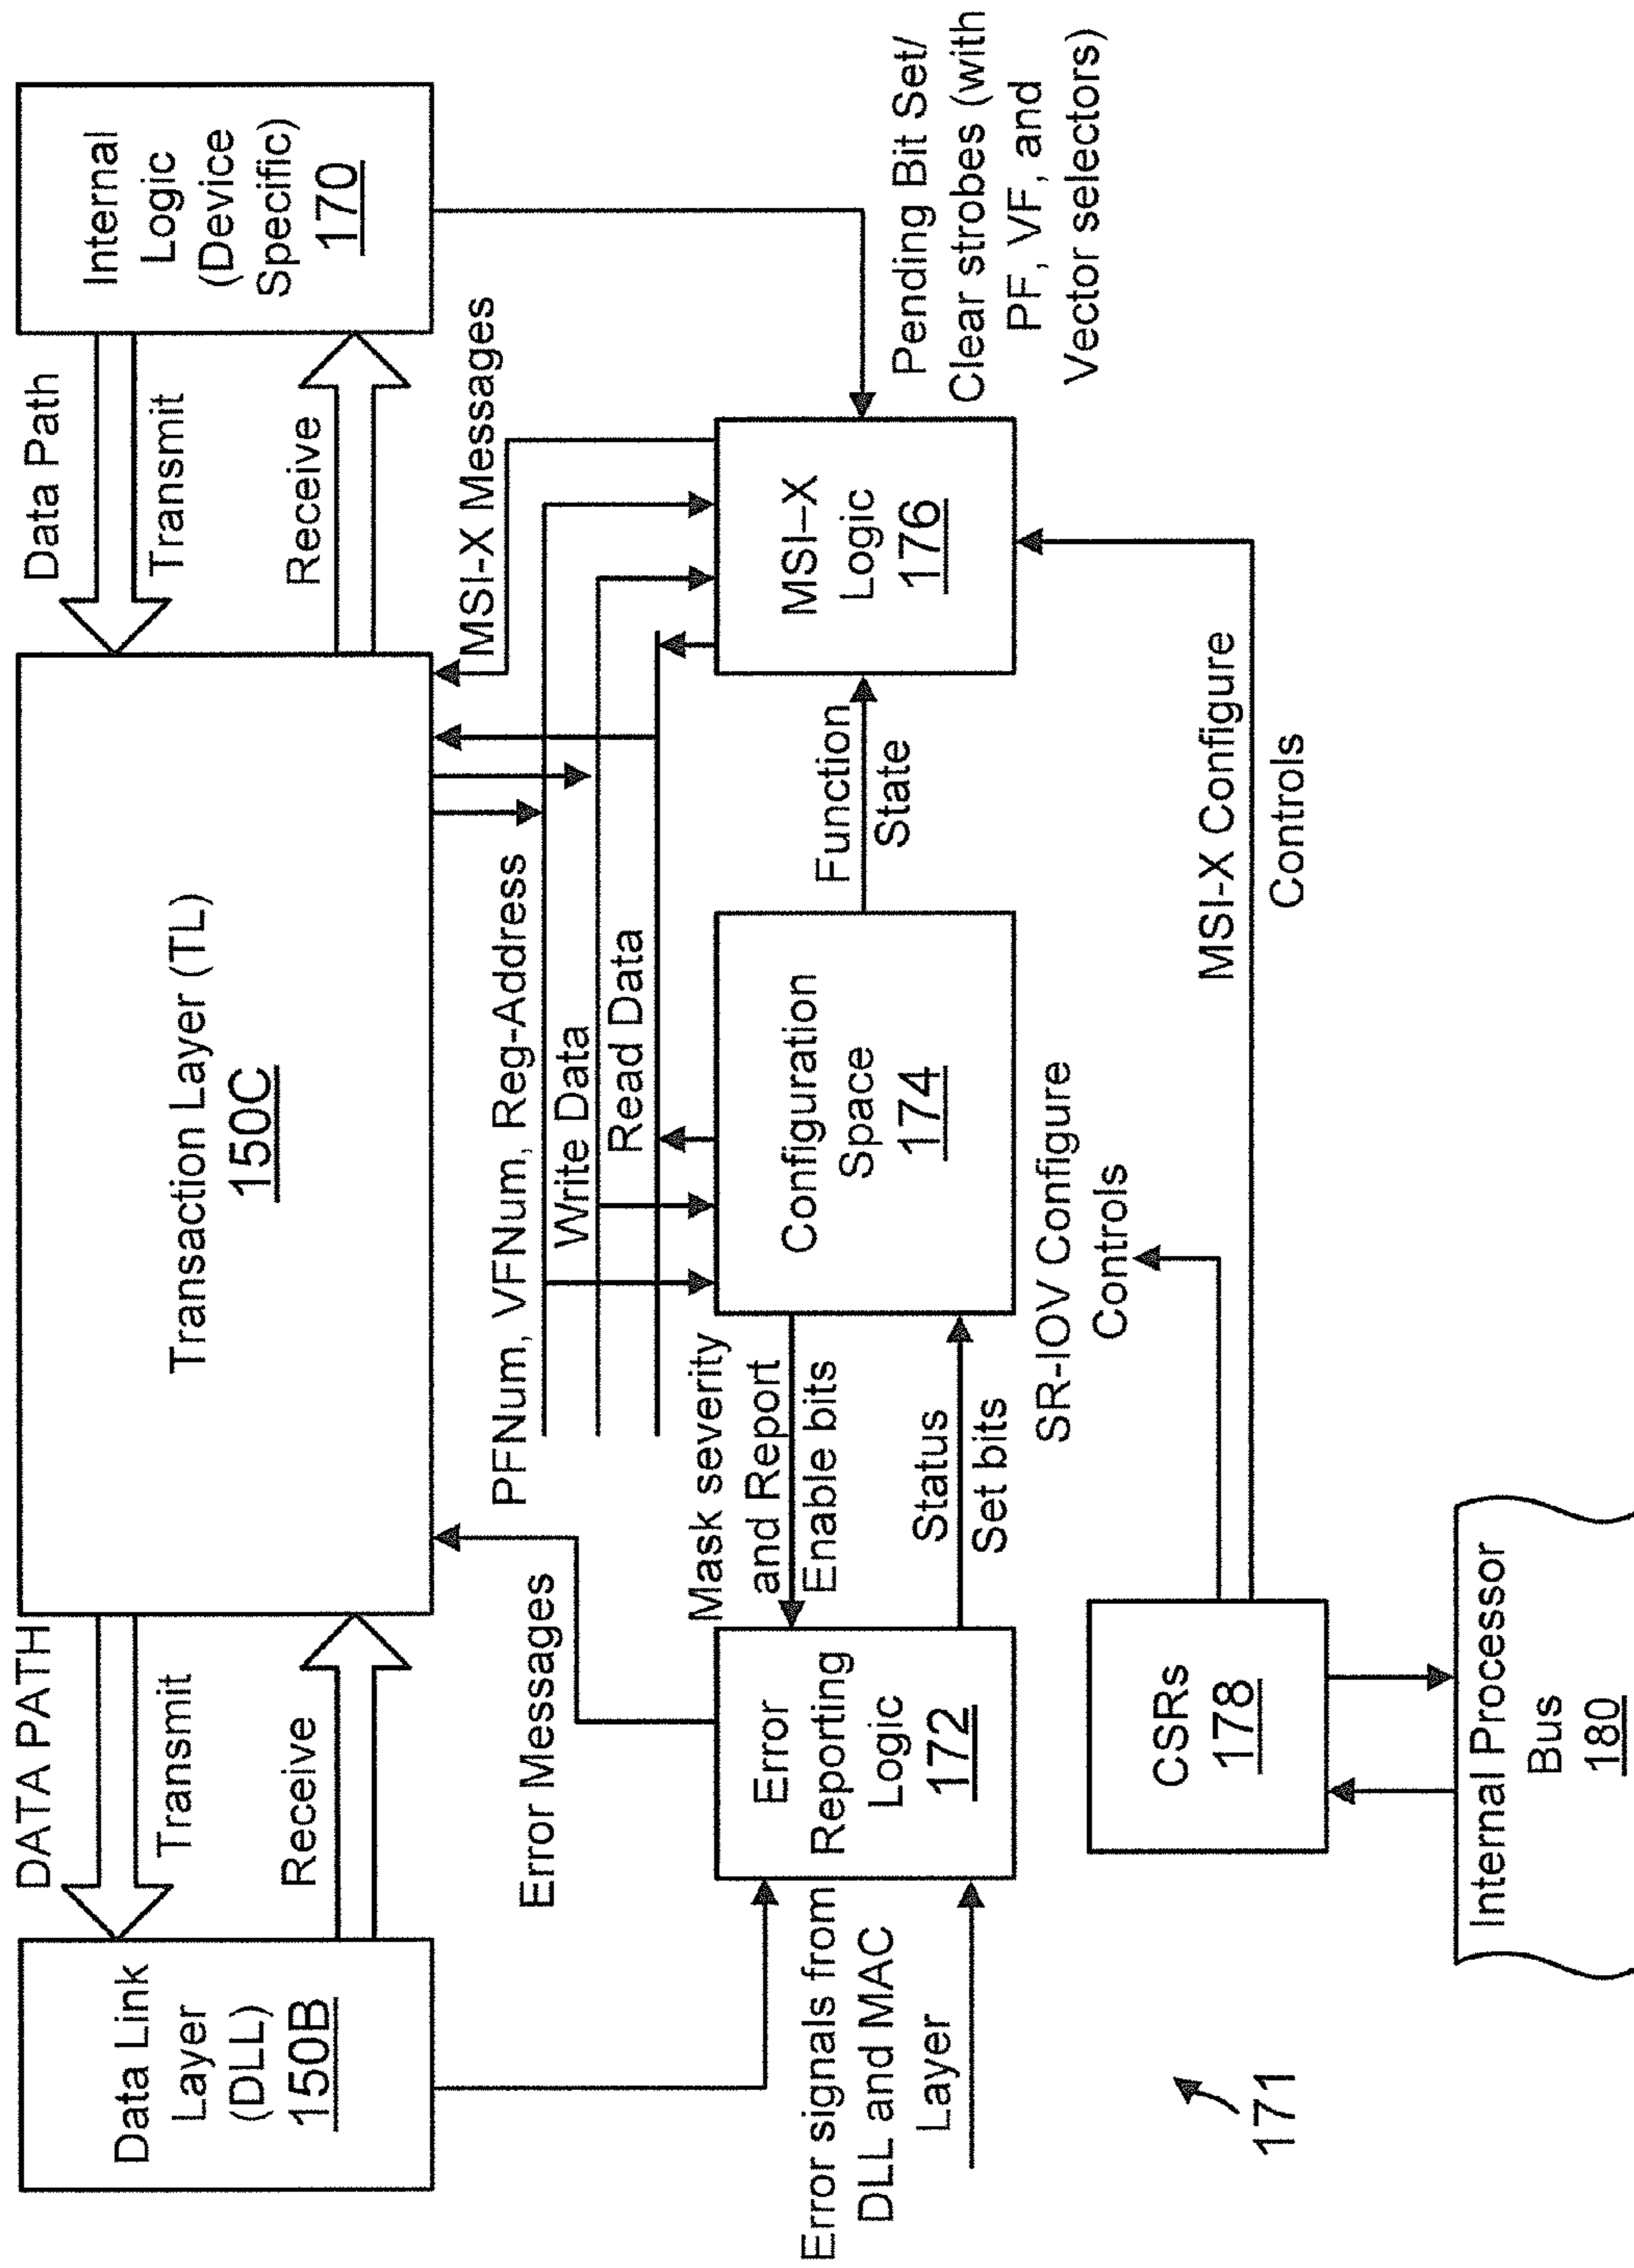 DATA PATH
Data Path
Data Link
Layer
(DLL)
150B
Transmit
Receive
Transaction Layer (TL)
150C
Transmit
Receive
Internal
Logic
(Device
Specific)
170
Error Messages
PFNum, VFNum, Reg-Address
Write Data
Read Data
MSI-X Messages
Error signals from
DLL and MAC
Layer
Error
Reporting
Logic
172
Mask severity
and Report
Enable bits
Status
Set bits
Configuration
Space
174
Function
State
MSI–X
Logic
176
Pending Bit Set/
Clear strobes (with
PF, VF, and
Vector selectors)
SR-IOV Configure
Controls
MSI-X Configure
Controls
CSRs
178
171
Internal Processor
Bus
180